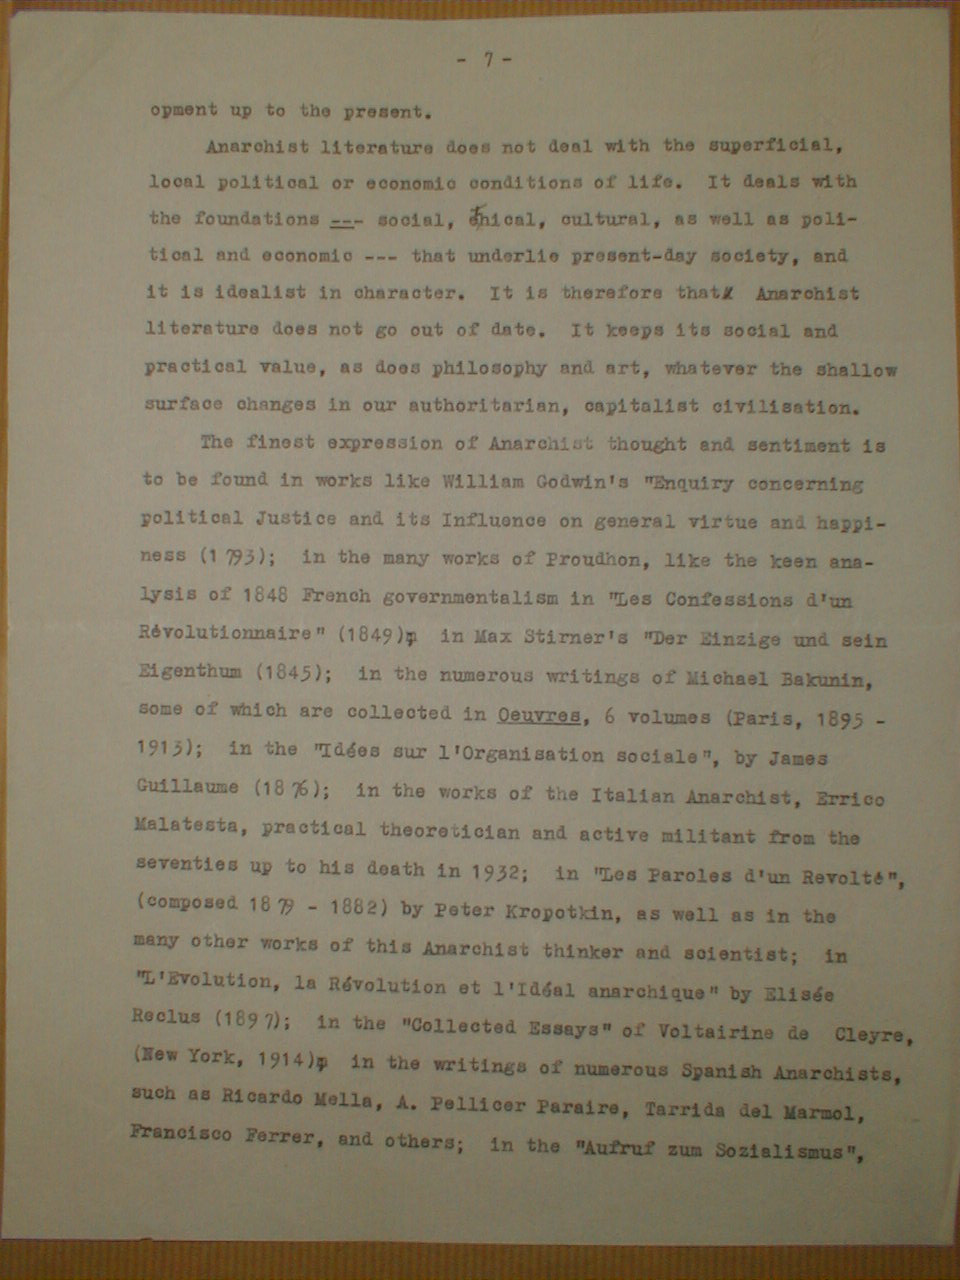 - 7 -
opment up to the present.
Anarchist literature does not deal with the superficial,
local political or economic conditions of life. It deals with
the foundations --- social, ethical, cultural, as well as poli-
tical and economic --- that underlie present-day society, and
it is idealist in character. It is therefore that Anarchist
literature does not go out of date. It keeps its social and
practical value, as does philosophy and art, whatever the shallow
surface changes in our authoritarian, capitalist civilisation.
The finest expression of Anarchist thought and sentiment is
to be found in works like William Godwin's "Enquiry concerning
political Justice and its Influence on general virtue and happi-
ness (1793); in the many works of Proudhon, like the keen ana-
lysis of 1848 French governmentalism in "Les Confessions d'un
Révolutionnaire" (1849); in Max Stirner's "Der Einzige und sein
Eigenthum (1845); in the numerous writings of Michael Bakunin,
some of which are collected in Oeuvres, 6 volumes (Paris, 1895 -
1913); in the "Idées sur l'Organisation sociale", by James
Guillaume (1876); in the works of the Italian Anarchist, Errico
Malatesta, practical theoretician and active militant from the
seventies up to his death in 1932; in "Les Paroles d'un Revolté",
(composed 1879 - 1882) by Peter Kropotkin, as well as in the
many other works of this Anarchist thinker and scientist; in
"L'Evolution, la Révolution et l'Idéal anarchique" by Elisée
Reclus (1897); in the "Collected Essays" of Voltairine de Cleyre,
(New York, 1914); in the writings of numerous Spanish Anarchists,
such as Ricardo Mella, A. Pellicer Paraire, Tarrida del Marmol,
Francisco Ferrer, and others; in the "Aufruf zum Sozialismus",